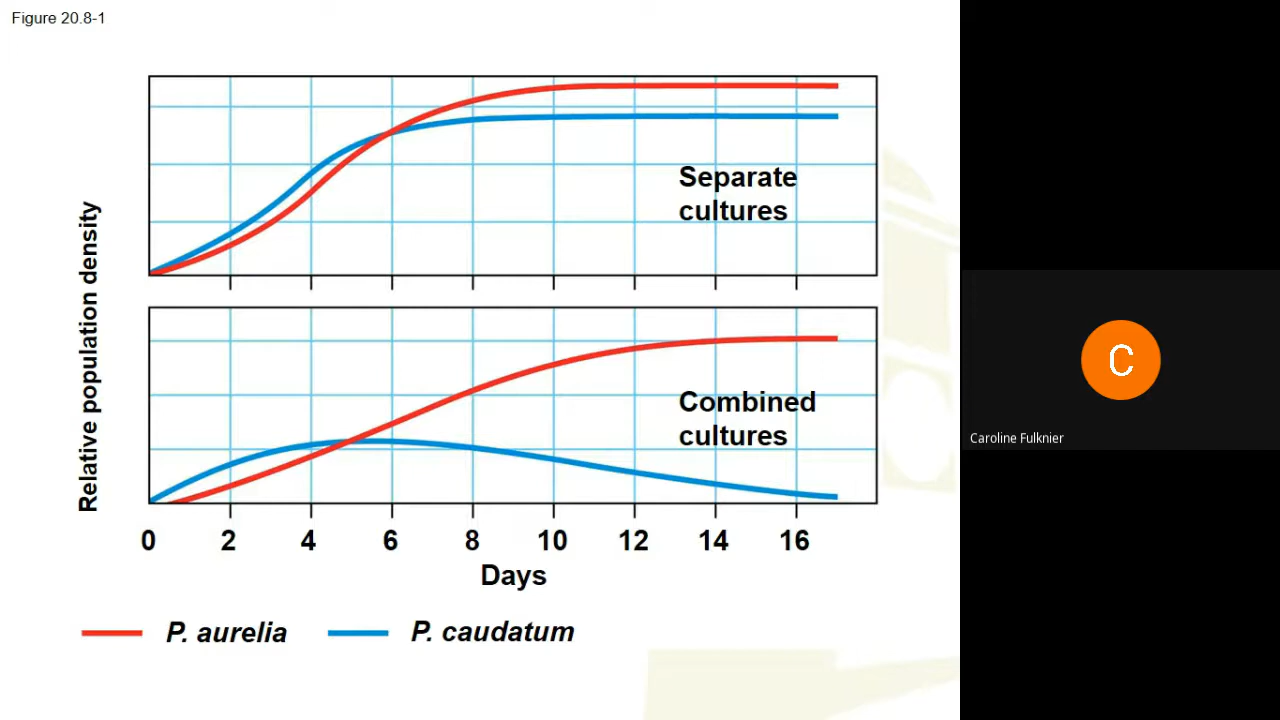 Figure 20.8-1
Relative population density
Separate
cultures
Combined
cultures
0 2 4 6 8 10 12 14 16
Days
P. aurelia P. caudatum
C
Caroline Fulknier